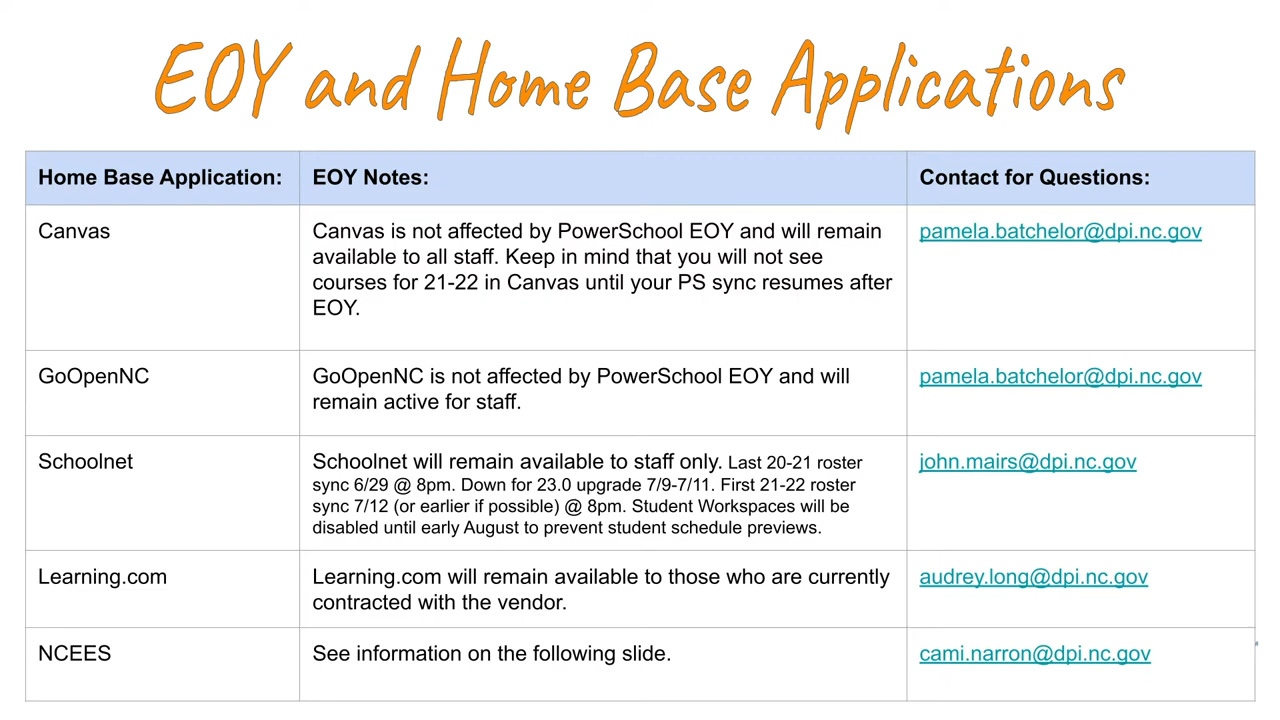 EOY and Home Base Applications
Home Base Application:
EOY Notes:
Contact for Questions:
Canvas
Canvas is not affected by PowerSchool EOY and will remain
available to all staff. Keep in mind that you will not see
courses for 21-22 in Canvas until your PS sync resumes after
EOY.
pamela.batchelor@dpi.nc.gov
GoOpenNC
GoOpenNC is not affected by PowerSchool EOY and will
remain active for staff.
pamela.batchelor@dpi.nc.gov
Schoolnet
Schoolnet will remain available to staff only. Last 20-21 roster
sync 6/29 @ 8pm. Down for 23.0 upgrade 7/9-7/11. First 21-22 roster
sync 7/12 (or earlier if possible) @ 8pm. Student Workspaces will be
disabled until early August to prevent student schedule previews.
john.mairs@dpi.nc.gov
Learning.com
Learning.com will remain available to those who are currently
contracted with the vendor.
audrey.long@dpi.nc.gov
NCEES
See information on the following slide.
cami.narron@dpi.nc.gov